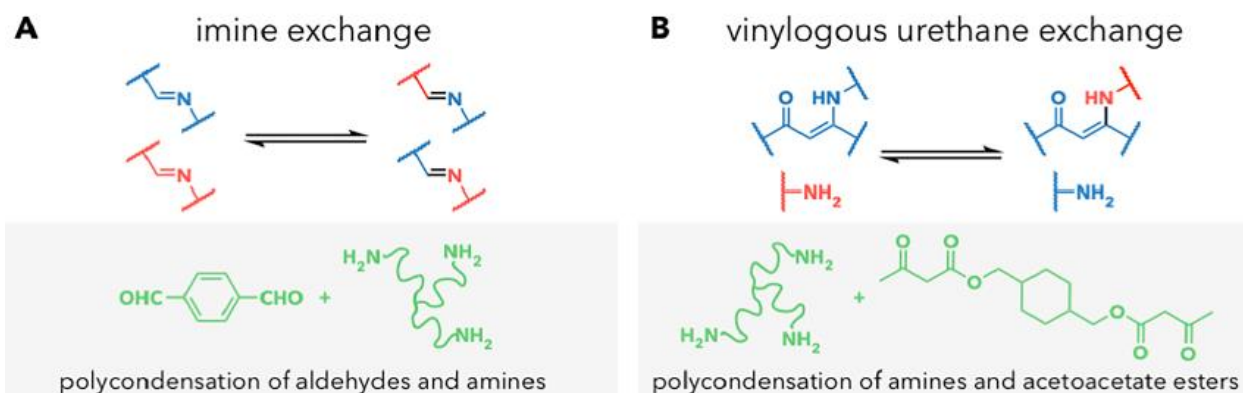 A imine exchange
N
N
N
N
OHC CHO + H₂N NH₂ NH₂
polycondensation of aldehydes and amines
B vinylogous urethane exchange
O HN
NH₂
O HN
NH₂
H₂N NH₂ NH₂ + O O O O O O
polycondensation of amines and acetoacetate esters